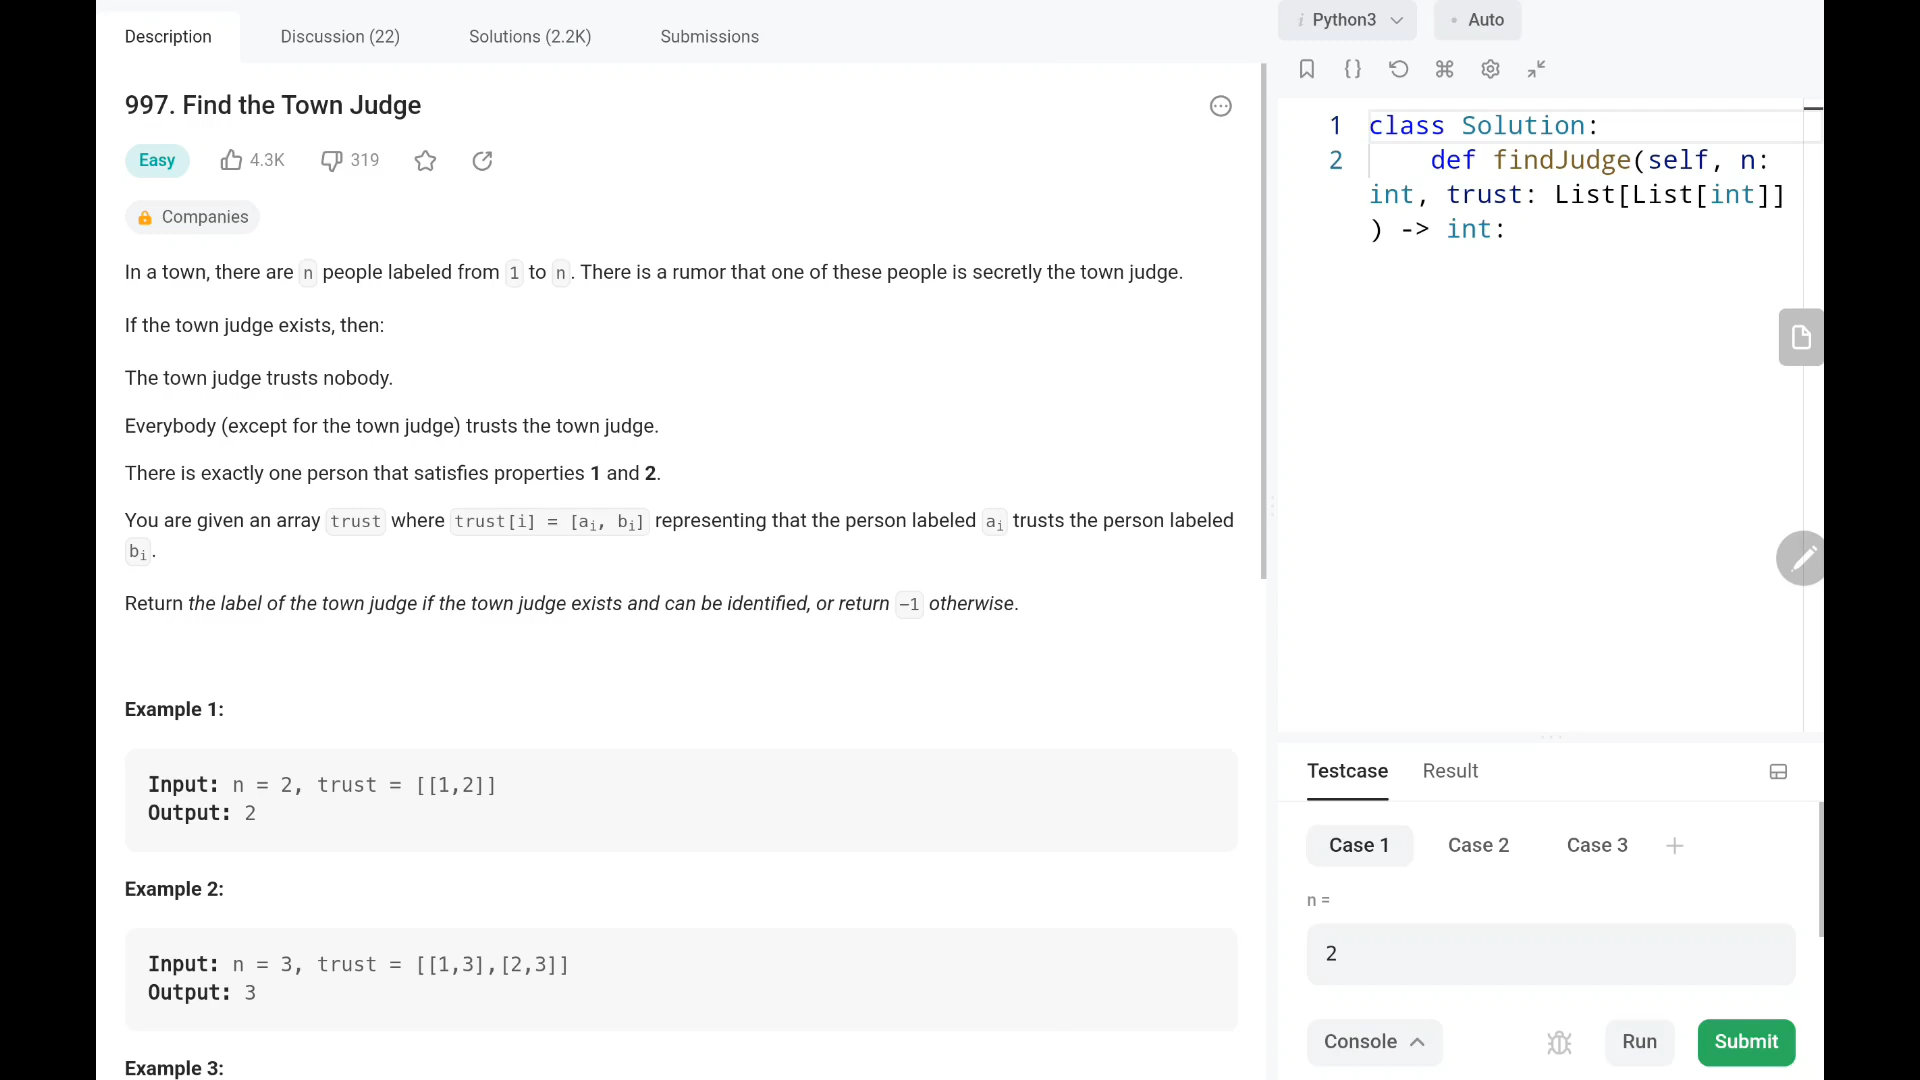 Description Discussion (22) Solutions (2.2K) Submissions
997. Find the Town Judge
Easy 4.3K 319
Companies
In a town, there are n people labeled from 1 to n. There is a rumor that one of these people is secretly the town judge.
If the town judge exists, then:
The town judge trusts nobody.
Everybody (except for the town judge) trusts the town judge.
There is exactly one person that satisfies properties 1 and 2.
You are given an array trust where trust[i] = [ai, bi] representing that the person labeled ai trusts the person labeled
bi.
Return the label of the town judge if the town judge exists and can be identified, or return -1 otherwise.
Example 1:
Input: n = 2, trust = [[1,2]]
Output: 2
Example 2:
Input: n = 3, trust = [[1,3],[2,3]]
Output: 3
Example 3:
i Python3 Auto
{}
1 class Solution:
2 def findJudge(self, n:
int, trust: List[List[int]]
) -> int:
Testcase Result
Case 1 Case 2 Case 3 +
n =
2
Console Run Submit